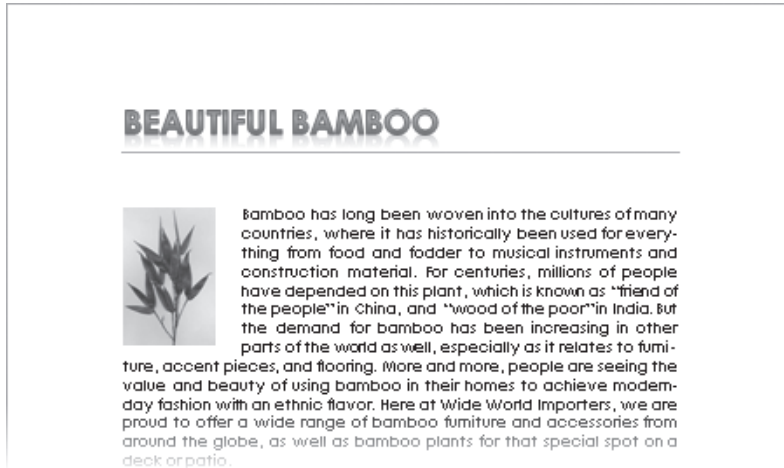 BEAUTIFUL BAMBOO
Bamboo has long been woven into the cultures of many
countries, where it has historically been used for every-
thing from food and fodder to musical instruments and
construction material. For centuries, millions of people
have depended on this plant, which is known as “friend of
the people” in China, and “wood of the poor” in India. But
the demand for bamboo has been increasing in other
parts of the world as well, especially as it relates to furni-
ture, accent pieces, and flooring. More and more, people are seeing the
value and beauty of using bamboo in their homes to achieve modern-
day fashion with an ethnic flavor. Here at Wide World Importers, we are
proud to offer a wide range of bamboo furniture and accessories from
around the globe, as well as bamboo plants for that special spot on a
deck or patio.